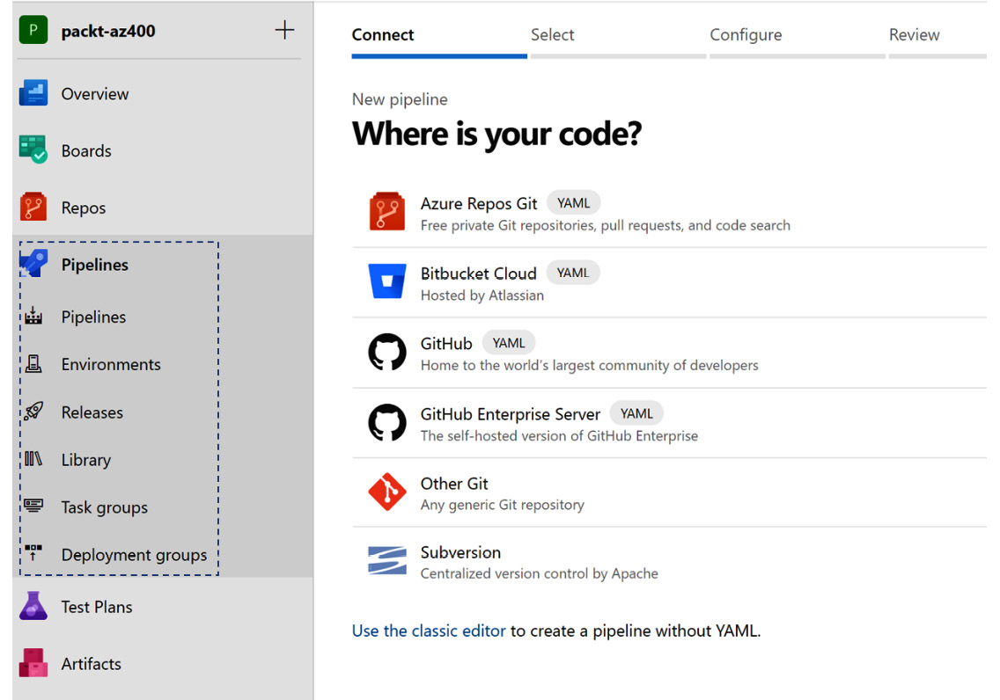 P packt-az400
Overview
Boards
Repos
Pipelines
Pipelines
Environments
Releases
Library
Task groups
Deployment groups
Test Plans
Artifacts
Connect Select Configure Review
New pipeline
Where is your code?
Azure Repos Git YAML
Free private Git repositories, pull requests, and code search
Bitbucket Cloud YAML
Hosted by Atlassian
GitHub YAML
Home to the world's largest community of developers
GitHub Enterprise Server YAML
The self-hosted version of GitHub Enterprise
Other Git
Any generic Git repository
Subversion
Centralized version control by Apache
Use the classic editor to create a pipeline without YAML.